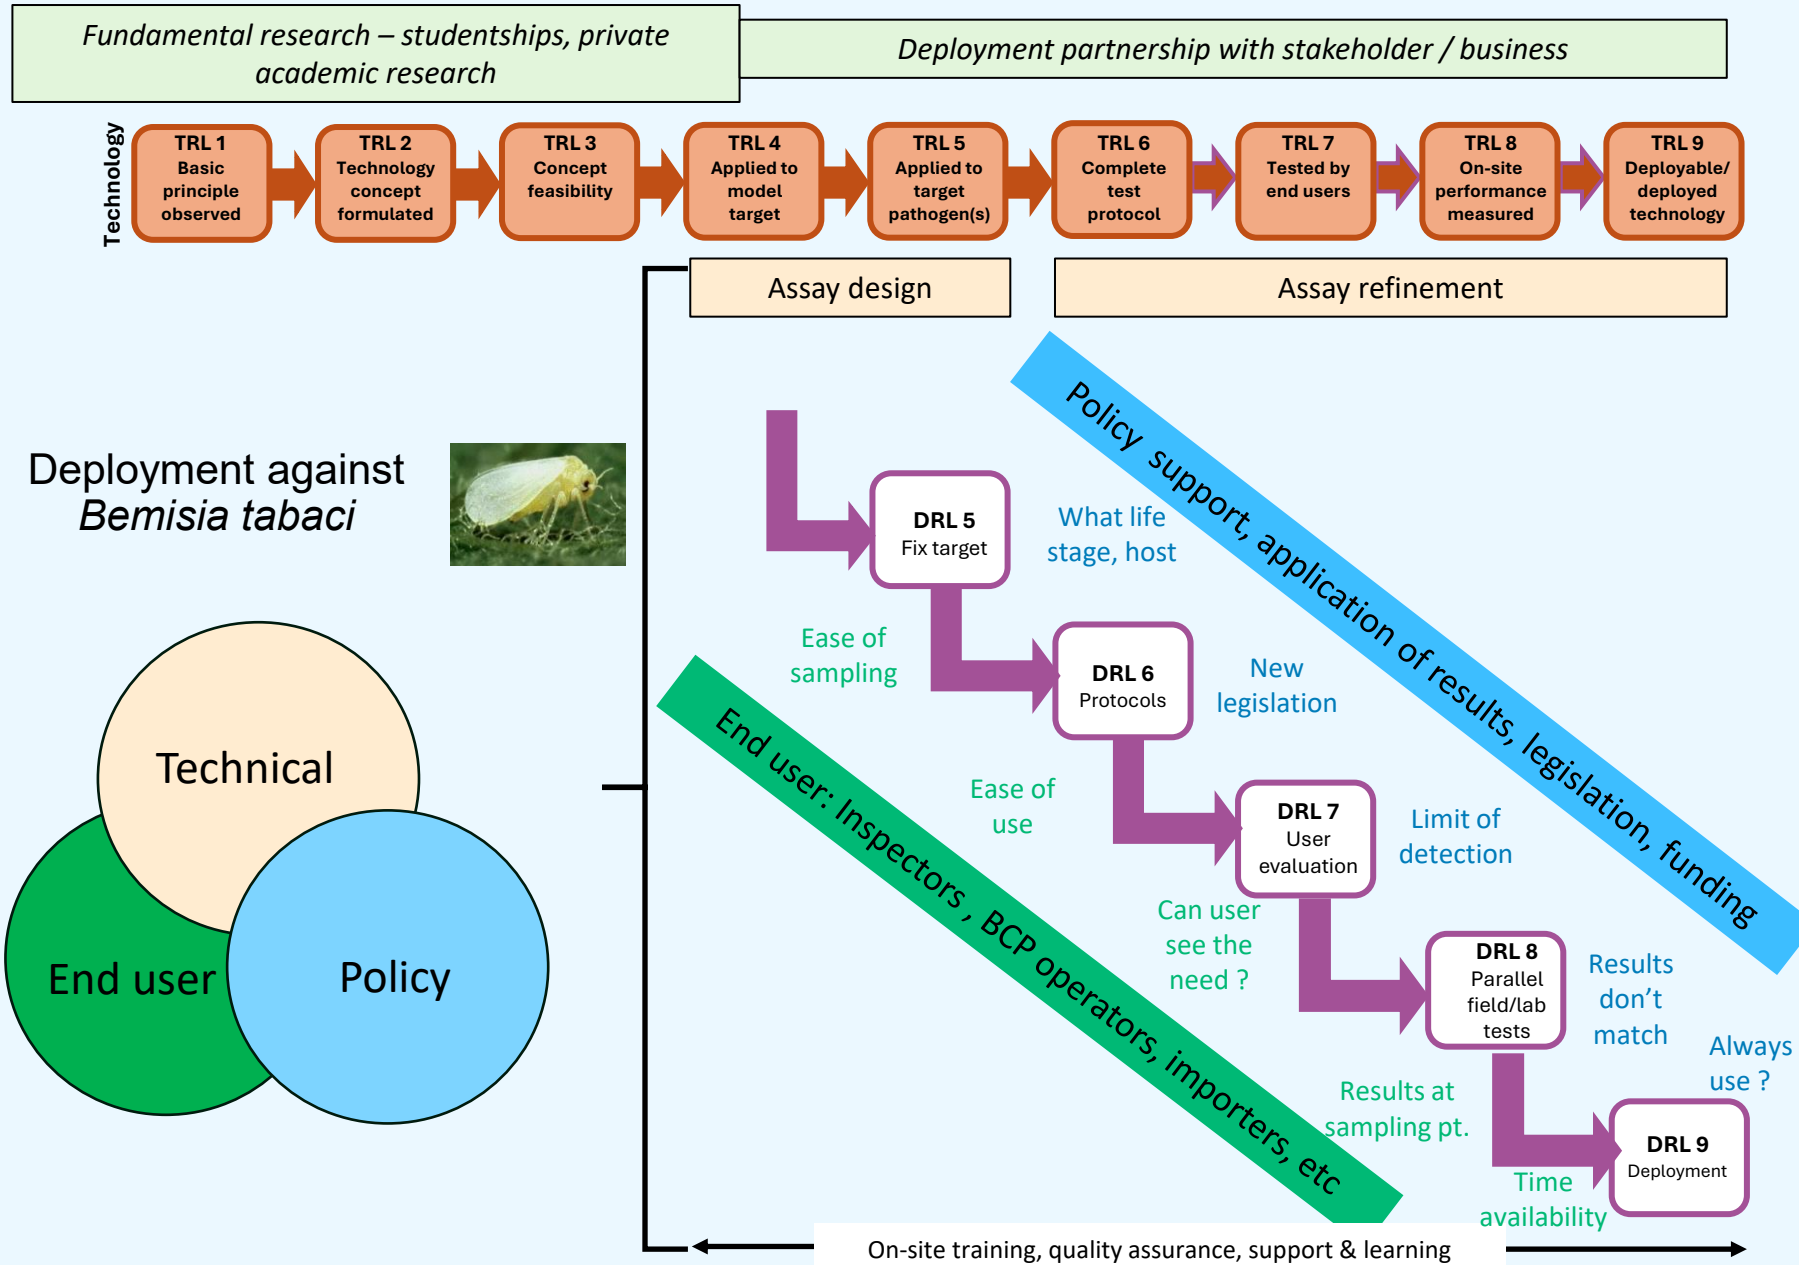 Fundamental research – studentships, private
academic research
Deployment partnership with stakeholder / business
Technology
TRL 1
Basic
principle
observed
TRL 2
Technology
concept
formulated
TRL 3
Concept
feasibility
TRL 4
Applied to
model
target
TRL 5
Applied to
target
pathogen(s)
TRL 6
Complete
test
protocol
TRL 7
Tested by
end users
TRL 8
On-site
performance
measured
TRL 9
Deployable/
deployed
technology
Assay design
Assay refinement
Deployment against
Bemisia tabaci
Technical
End user
Policy
Policy support, application of results, legislation, funding
DRL 5
Fix target
What life
stage, host
Ease of
sampling
DRL 6
Protocols
New
legislation
End user: Inspectors , BCP operators, importers, etc
Ease of
use
DRL 7
User
evaluation
Limit of
detection
Can user
see the
need ?
DRL 8
Parallel
field/lab
tests
Results
don’t
match
Always
use ?
Results at
sampling pt.
DRL 9
Deployment
Time
availability
On-site training, quality assurance, support & learning